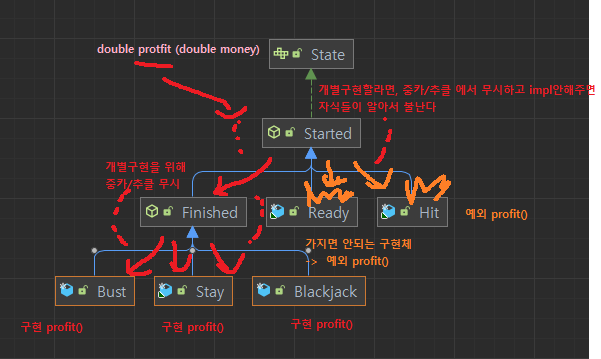 double protfit (double money)
State
개별구현할라면, 중카/추클 에서 무시하고 impl안해주면
자식들이 알아서 불난다
Started
개별구현을 위해
중카/추클 무시
Finished
Ready
Hit
예외 profit()
가지면 안되는 구현체
-> 예외 profit()
Bust
Stay
Blackjack
구현 profit()
구현 profit()
구현 profit()